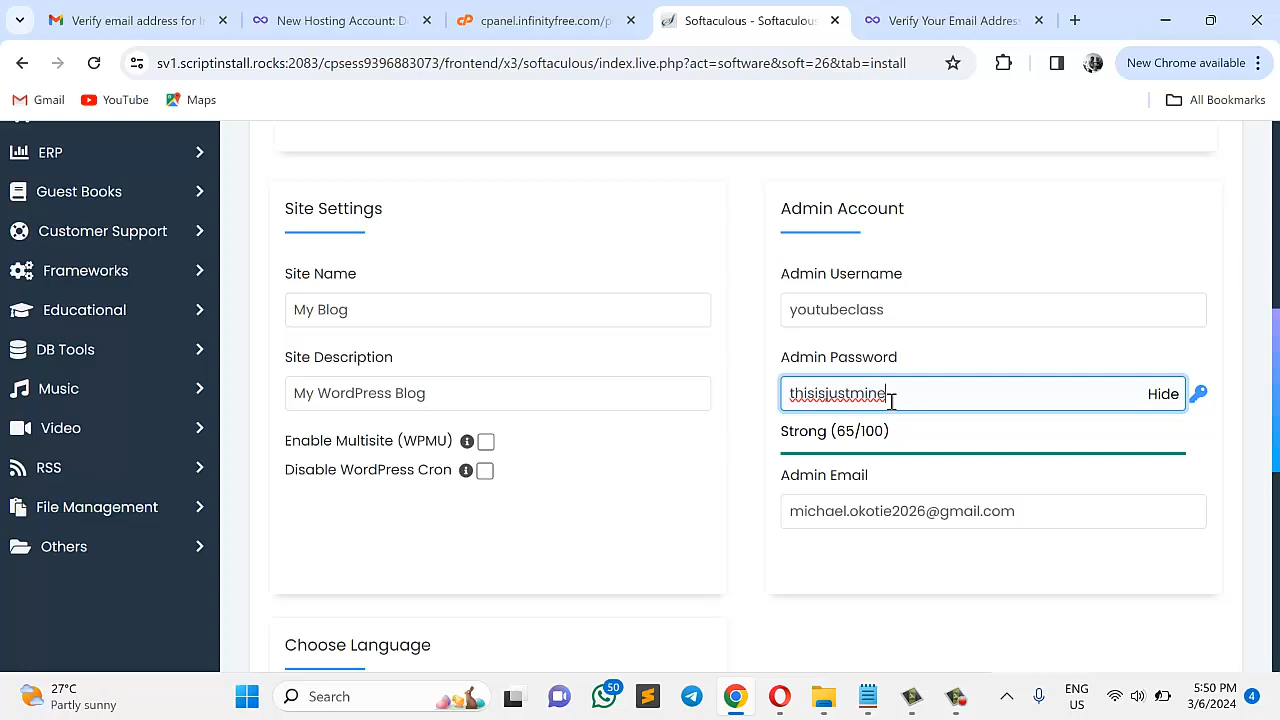 Verify email address for I
New Hosting Account: D
cpanel.infinityfree.com/p
Softaculous - Softaculous
Verify Your Email Addres
sv1.scriptinstall.rocks:2083/cpsess9396883073/frontend/x3/softaculous/index.live.php?act=software&soft=26&tab=install
New Chrome available
Gmail
YouTube
Maps
All Bookmarks
ERP
Guest Books
Customer Support
Frameworks
Educational
DB Tools
Music
Video
RSS
File Management
Others
Site Settings
Site Name
My Blog
Site Description
My WordPress Blog
Enable Multisite (WPMU)
Disable WordPress Cron
Choose Language
Admin Account
Admin Username
youtubeclass
Admin Password
thisisjustmine
Hide
Strong (65/100)
Admin Email
michael.okotie2026@gmail.com
27°C
Partly sunny
Search
50
ENG
US
5:50 PM
3/6/2024
4